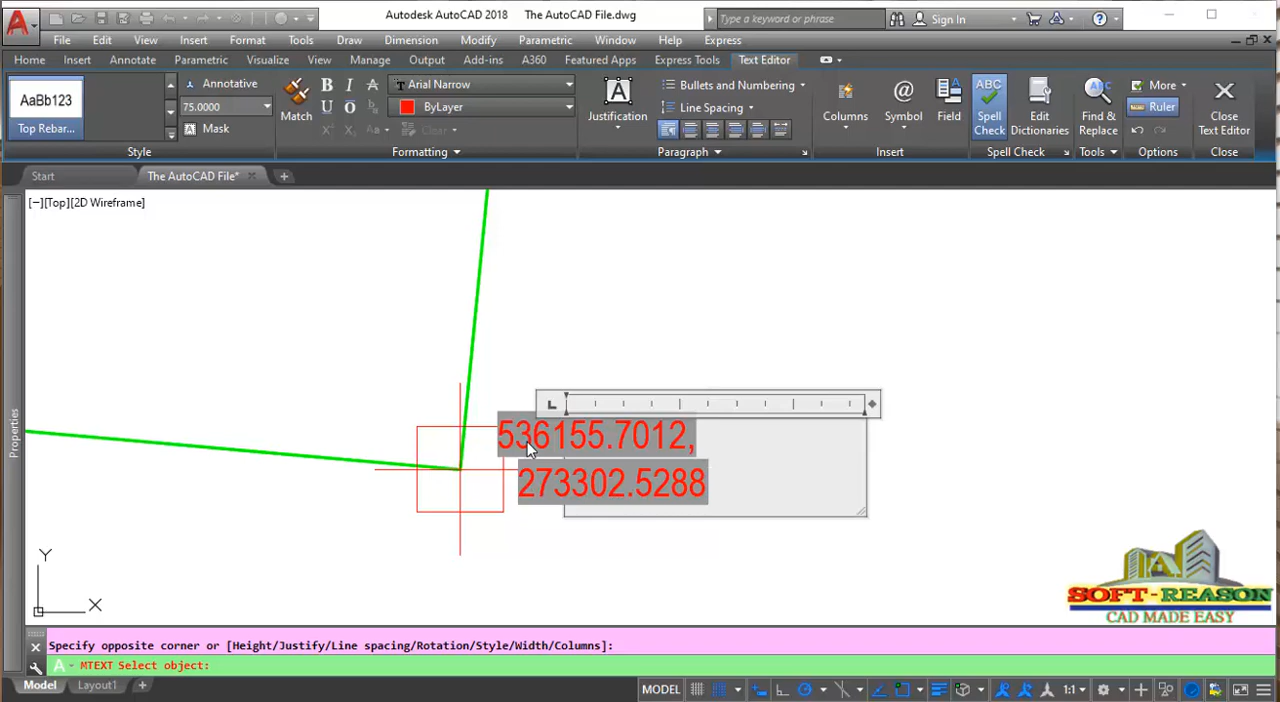 Autodesk AutoCAD 2018 The AutoCAD File.dwg
Type a keyword or phrase
Sign In
File Edit View Insert Format Tools Draw Dimension Modify Parametric Window Help Express
Home Insert Annotate Parametric Visualize View Manage Output Add-ins A360 Featured Apps Express Tools Text Editor
AaBb123
Top Rebar...
Annotative
75.0000
Mask
Style
Match
B I A
Arial Narrow
U O
ByLayer
Aa
Clear
Formatting
A
Justification
Bullets and Numbering
Line Spacing
Paragraph
Columns
@
Symbol
Field
Insert
ABC
Spell
Check
Edit
Dictionaries
Spell Check
Find &
Replace
Tools
More
Ruler
Options
Close
Text Editor
Close
Start The AutoCAD File*
[−][Top][2D Wireframe]
Properties
536155.7012,
273302.5288
Y
X
SOFT-REASON
CAD MADE EASY
Specify opposite corner or [Height/Justify/Line spacing/Rotation/Style/Width/Columns]:
MTEXT Select object:
Model Layout1
MODEL
1:1